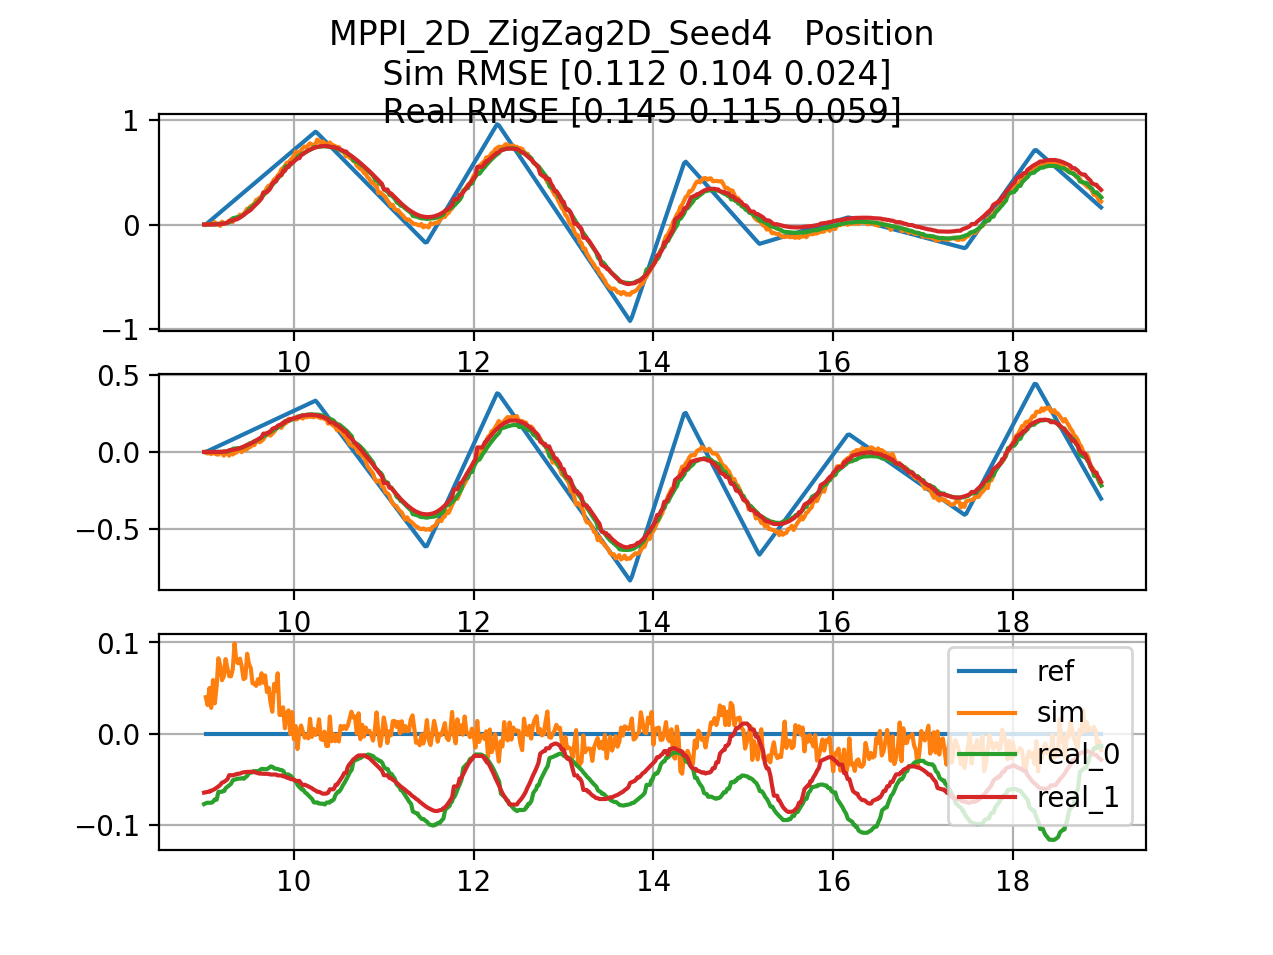 MPPI_2D_ZigZag2D_Seed4 Position
Sim RMSE [0.112 0.104 0.024]
Real RMSE [0.145 0.115 0.059]
1
0
−1
10 12 14 16 18
0.5
0.0
−0.5
10 12 14 16 18
0.1
0.0
−0.1
ref
sim
real_0
real_1
10 12 14 16 18